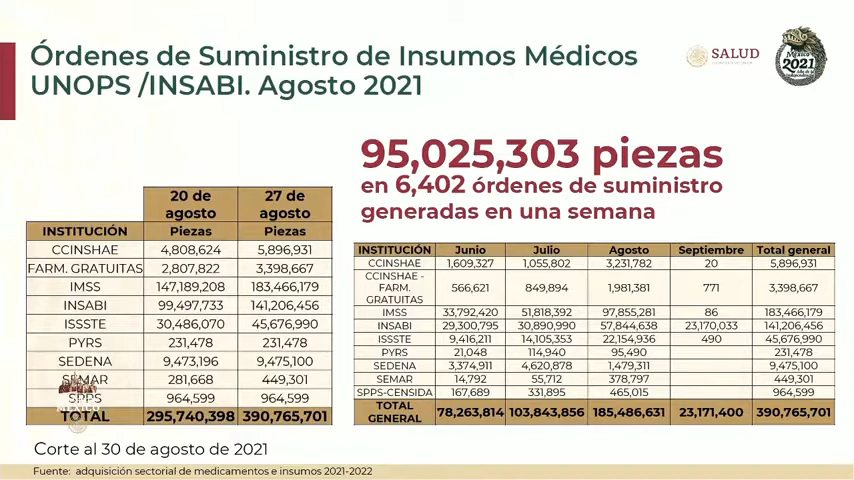 Órdenes de Suministro de Insumos Médicos
UNOPS /INSABI. Agosto 2021
SALUD
México
2021
Año de la
Independencia
95,025,303 piezas
en 6,402 órdenes de suministro
generadas en una semana
20 de agosto 27 de agosto
INSTITUCIÓN Piezas Piezas
CCINSHAE 4,808,624 5,896,931
FARM. GRATUITAS 2,807,822 3,398,667
IMSS 147,189,208 183,466,179
INSABI 99,497,733 141,206,456
ISSSTE 30,486,070 45,676,990
PYRS 231,478 231,478
SEDENA 9,473,196 9,475,100
SEMAR 281,668 449,301
SPPS 964,599 964,599
TOTAL 295,740,398 390,765,701
MÉXICO
INSTITUCIÓN Junio Julio Agosto Septiembre Total general
CCINSHAE 1,609,327 1,055,802 3,231,782 20 5,896,931
CCINSHAE - FARM. GRATUITAS 566,621 849,894 1,981,381 771 3,398,667
IMSS 33,792,420 51,818,392 97,855,281 86 183,466,179
INSABI 29,300,795 30,890,990 57,844,638 23,170,033 141,206,456
ISSSTE 9,416,211 14,105,353 22,154,936 490 45,676,990
PYRS 21,048 114,940 95,490 231,478
SEDENA 3,374,911 4,620,878 1,479,311 9,475,100
SEMAR 14,792 55,712 378,797 449,301
SPPS-CENSIDA 167,689 331,895 465,015 964,599
TOTAL GENERAL 78,263,814 103,843,856 185,486,631 23,171,400 390,765,701
Corte al 30 de agosto de 2021
Fuente: adquisición sectorial de medicamentos e insumos 2021-2022